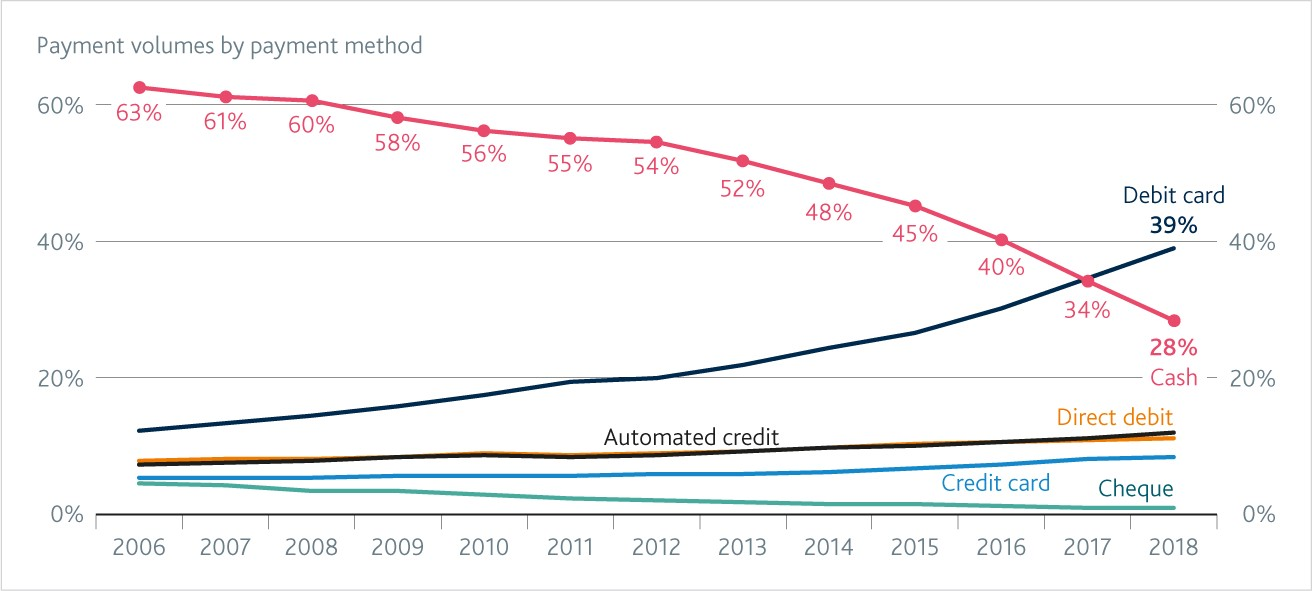 Payment volumes by payment method
60%
60%
63%
61%
60%
58%
56%
55%
54%
52%
48%
45%
40%
34%
28%
Cash
Debit card
39%
40%
40%
20%
20%
Direct debit
Automated credit
Credit card
Cheque
0%
0%
2006 2007 2008 2009 2010 2011 2012 2013 2014 2015 2016 2017 2018